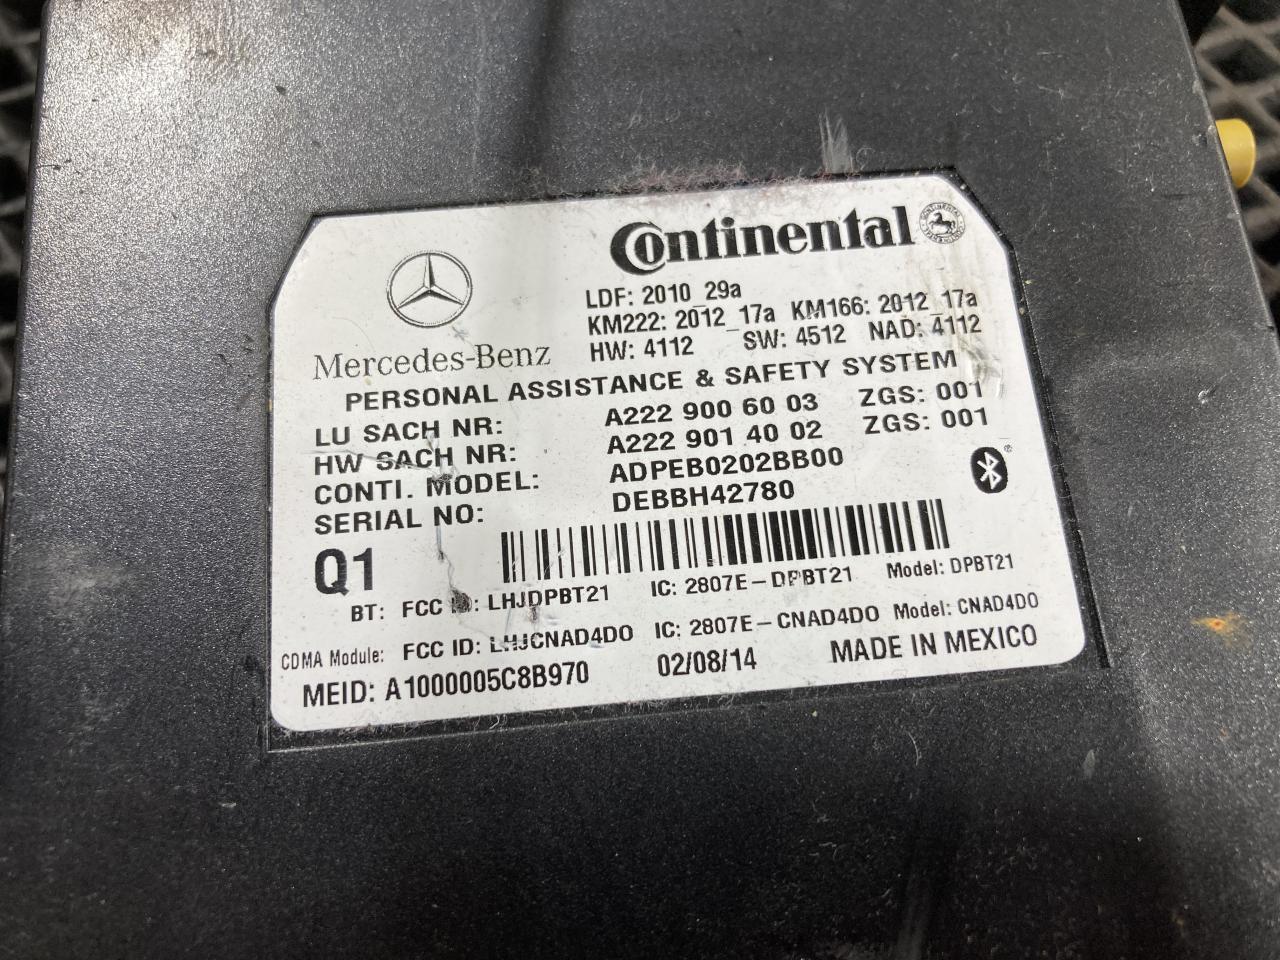 Continental
Mercedes-Benz
LDF: 2010_29a
KM222: 2012_17a KM166: 2012_17a
HW: 4112 SW: 4512 NAD: 4112
PERSONAL ASSISTANCE & SAFETY SYSTEM
LU SACH NR: A222 900 60 03 ZGS: 001
HW SACH NR: A222 901 40 02 ZGS: 001
CONTI. MODEL: ADPEB0202BB00
SERIAL NO: DEBBH42780
Q1
BT: FCC ID: LHJDPBT21 IC: 2807E-DPBT21 Model: DPBT21
CDMA Module: FCC ID: LHJCNAD4DO IC: 2807E-CNAD4DO Model: CNAD4DO
MEID: A1000005C8B970 02/08/14 MADE IN MEXICO